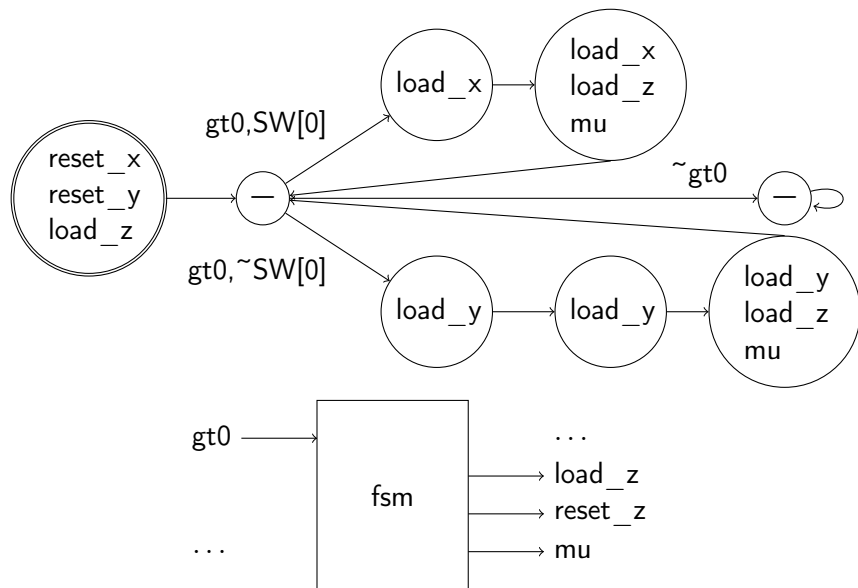 load_x
load_x
load_z
mu
gt0,SW[0]
reset_x
reset_y
load_z
—
~gt0
—
gt0,~SW[0]
load_y
load_y
load_y
load_z
mu
gt0
fsm
...
load_z
reset_z
mu
...